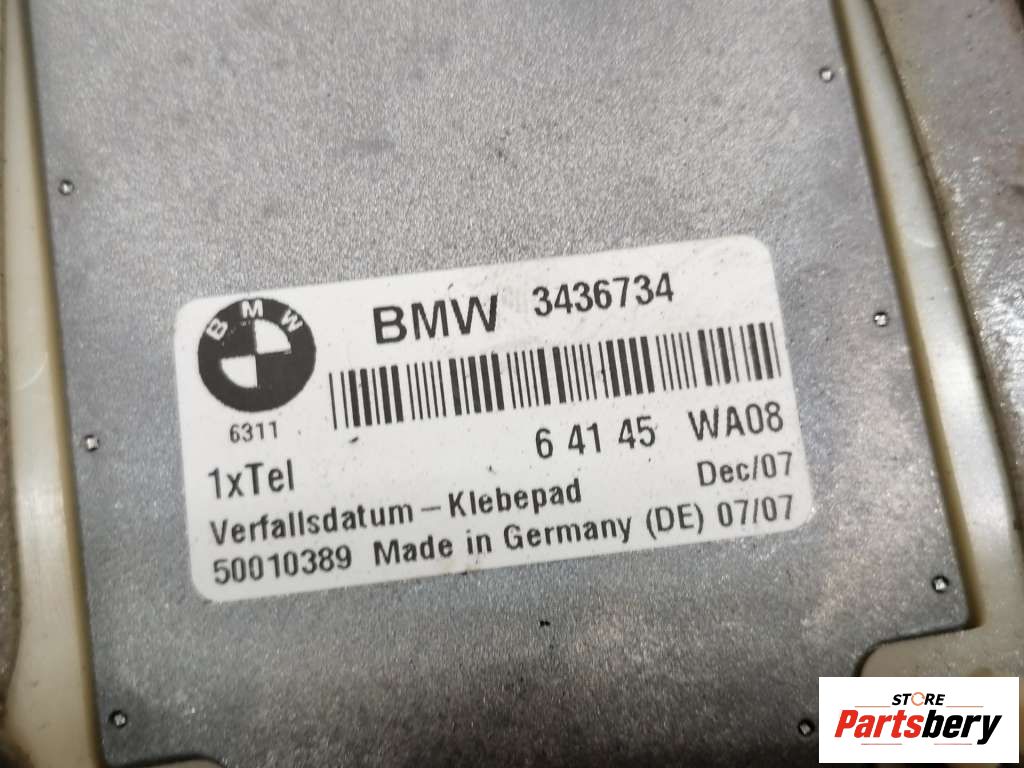 BMW
BMW 3436734
6311
6 41 45 WA08
1xTel
Dec/07
Verfallsdatum – Klebepad
50010389 Made in Germany (DE) 07/07
STORE
Partsbery